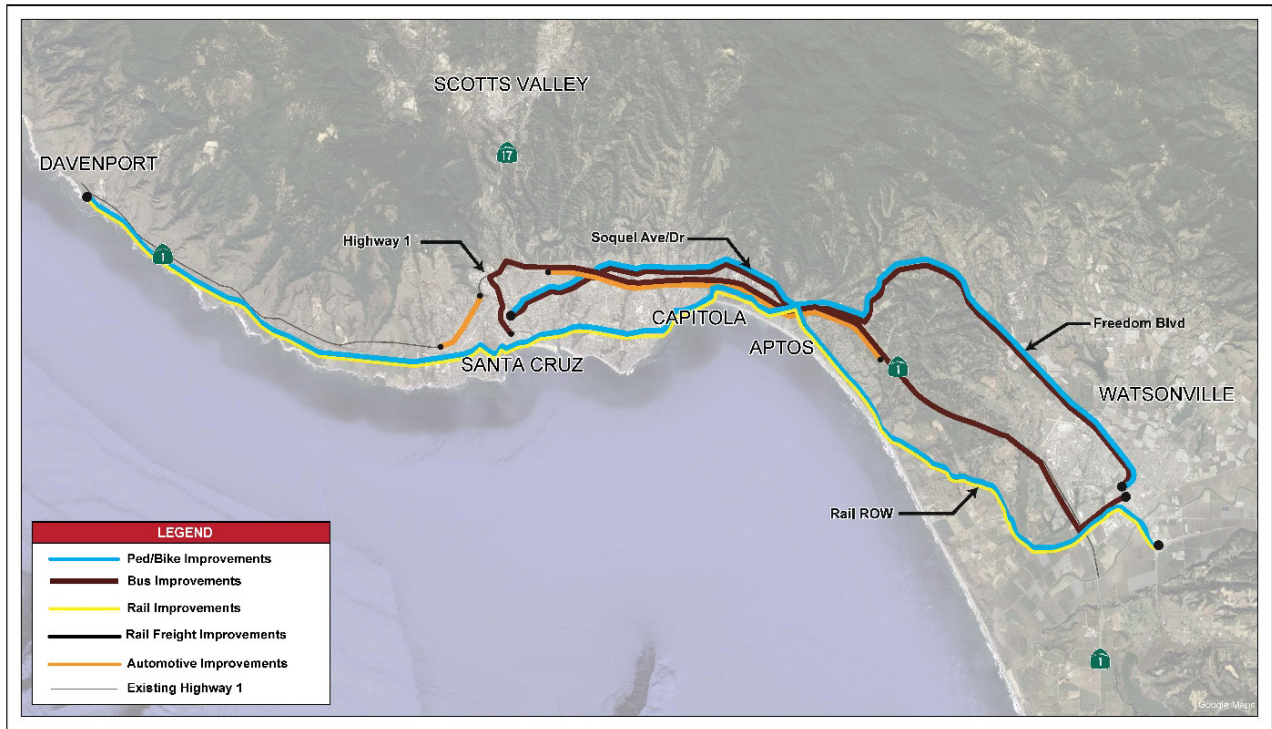 SCOTTS VALLEY
17
DAVENPORT
1
Highway 1
Soquel Ave/Dr
CAPITOLA
APTOS
SANTA CRUZ
1
Freedom Blvd
WATSONVILLE
Rail ROW
1
LEGEND
Ped/Bike Improvements
Bus Improvements
Rail Improvements
Rail Freight Improvements
Automotive Improvements
Existing Highway 1
Google Maps